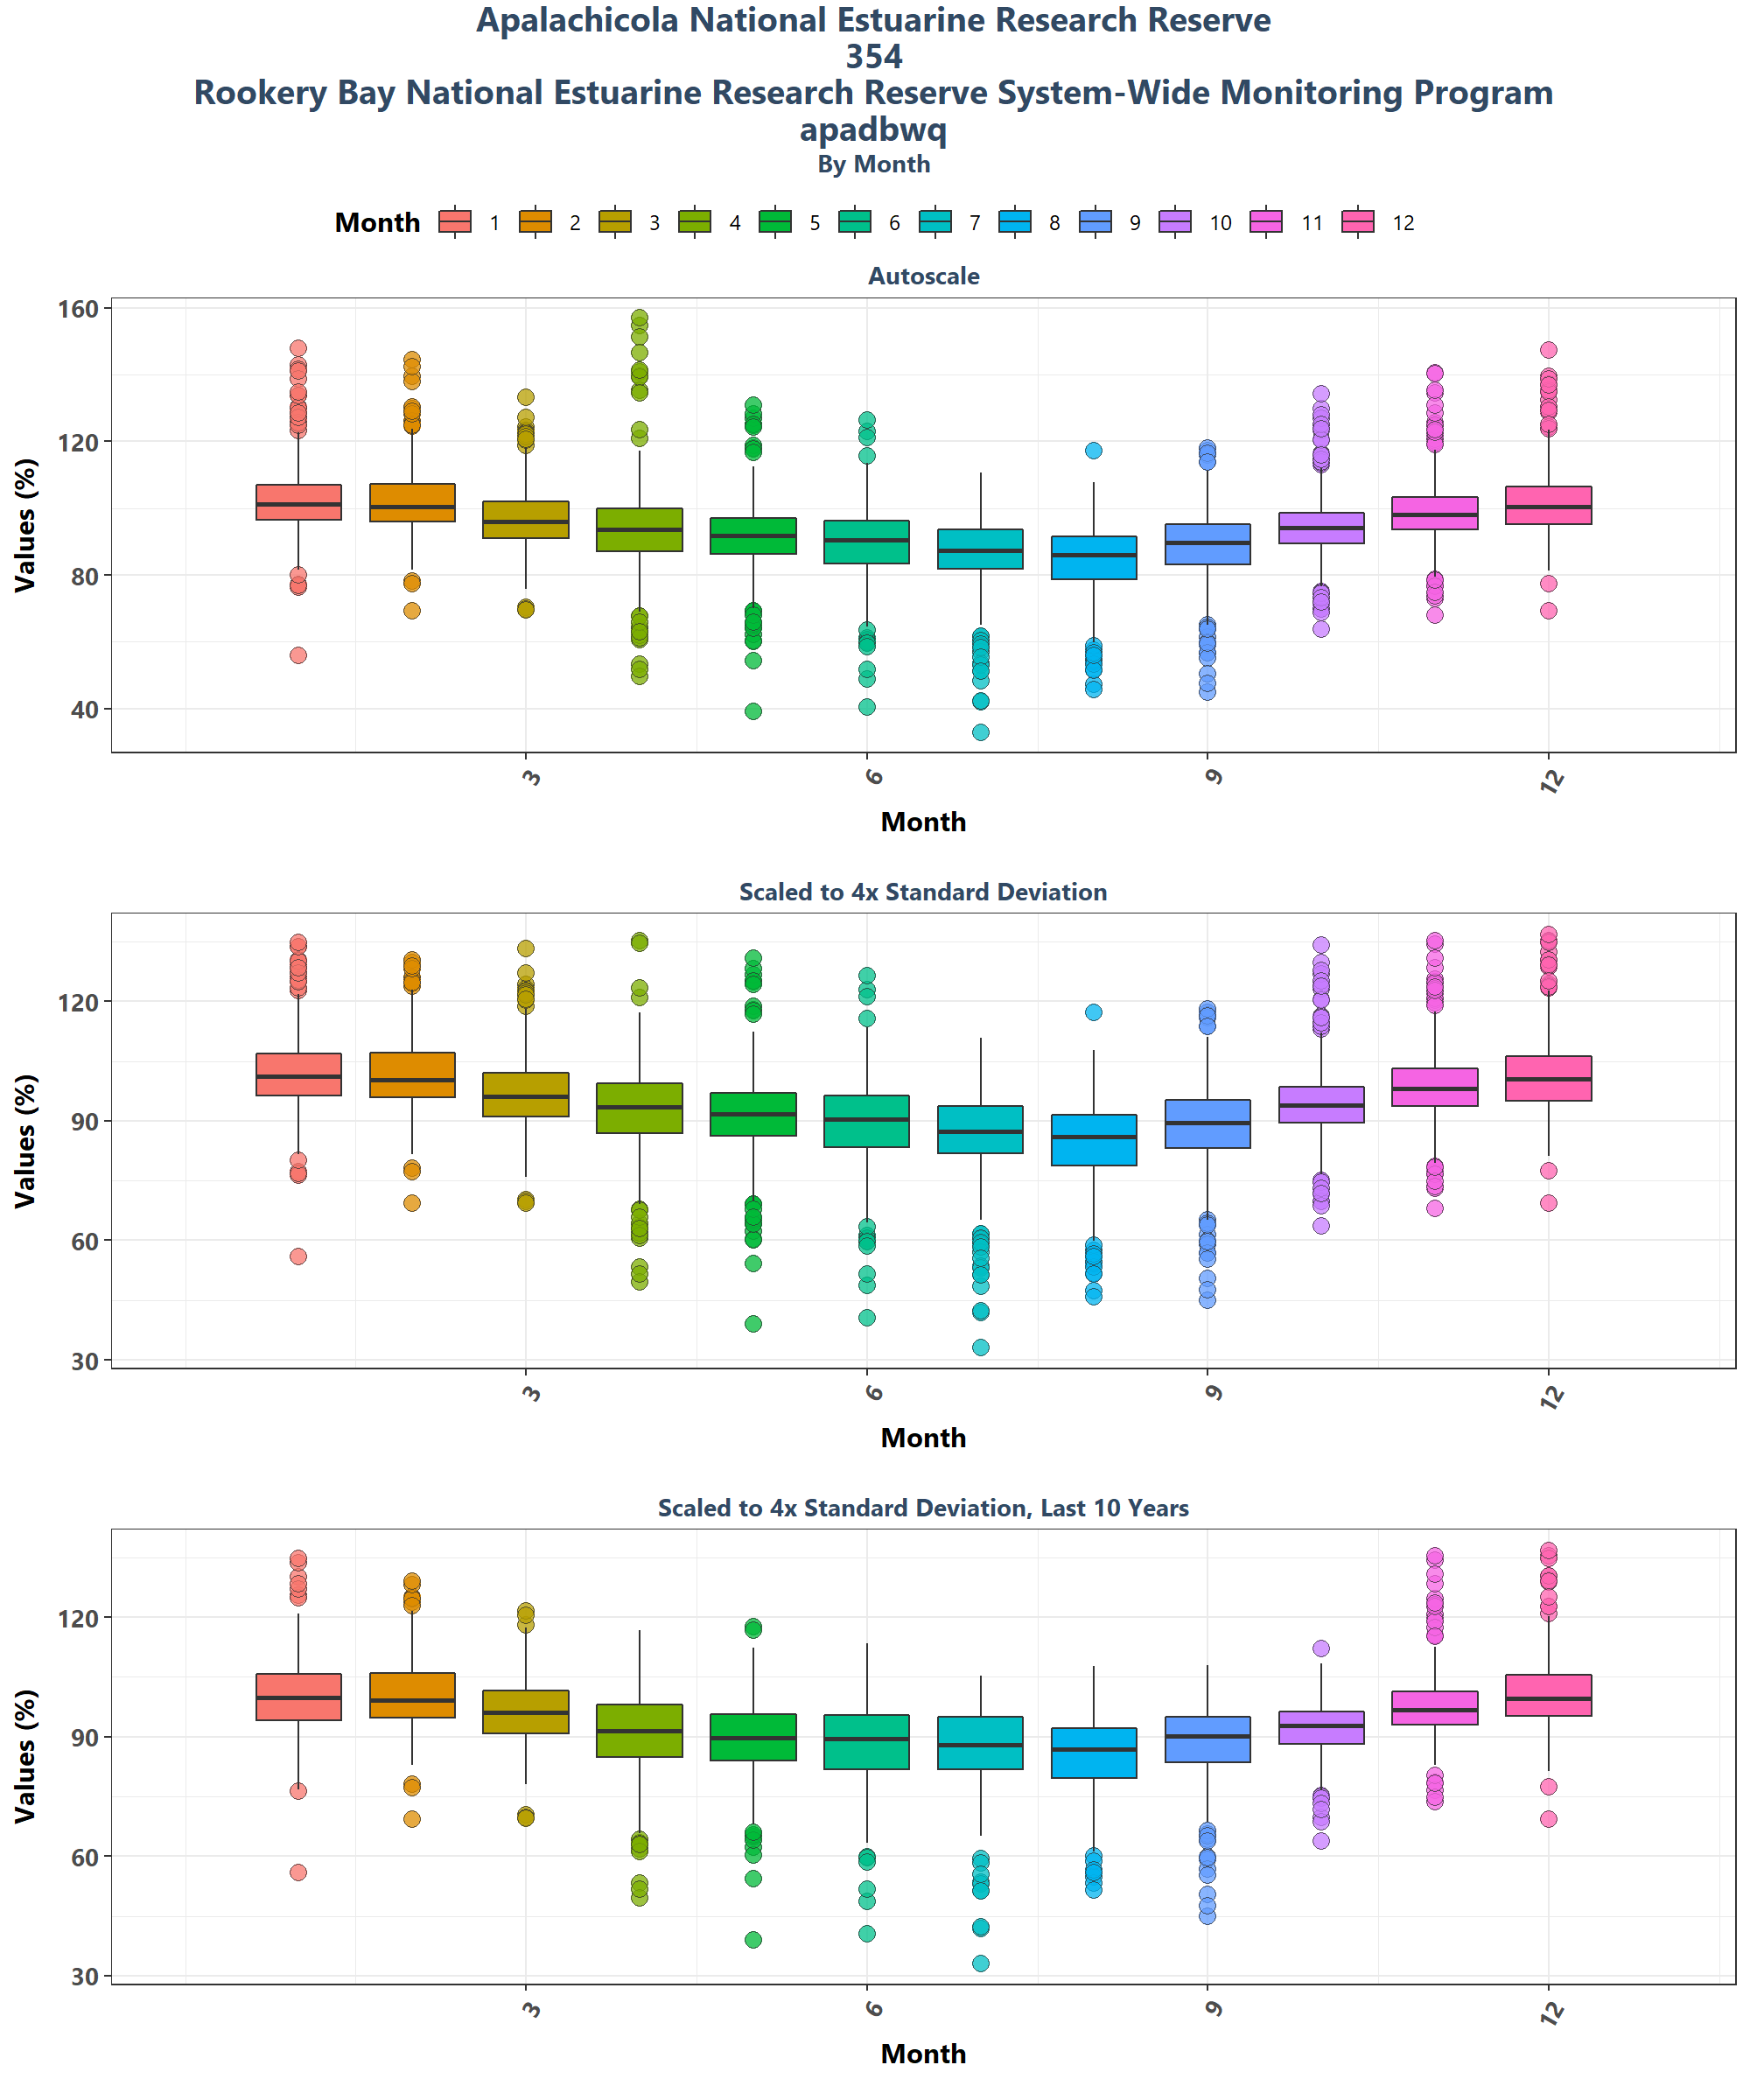 Apalachicola National Estuarine Research Reserve
354
Rookery Bay National Estuarine Research Reserve System-Wide Monitoring Program
apadbwq
By Month
Month 1 2 3 4 5 6 7 8 9 10 11 12
Autoscale
160
120
80
40
Values (%)
3 6 9 12
Month
Scaled to 4x Standard Deviation
120
90
60
30
Values (%)
3 6 9 12
Month
Scaled to 4x Standard Deviation, Last 10 Years
120
90
60
30
Values (%)
3 6 9 12
Month